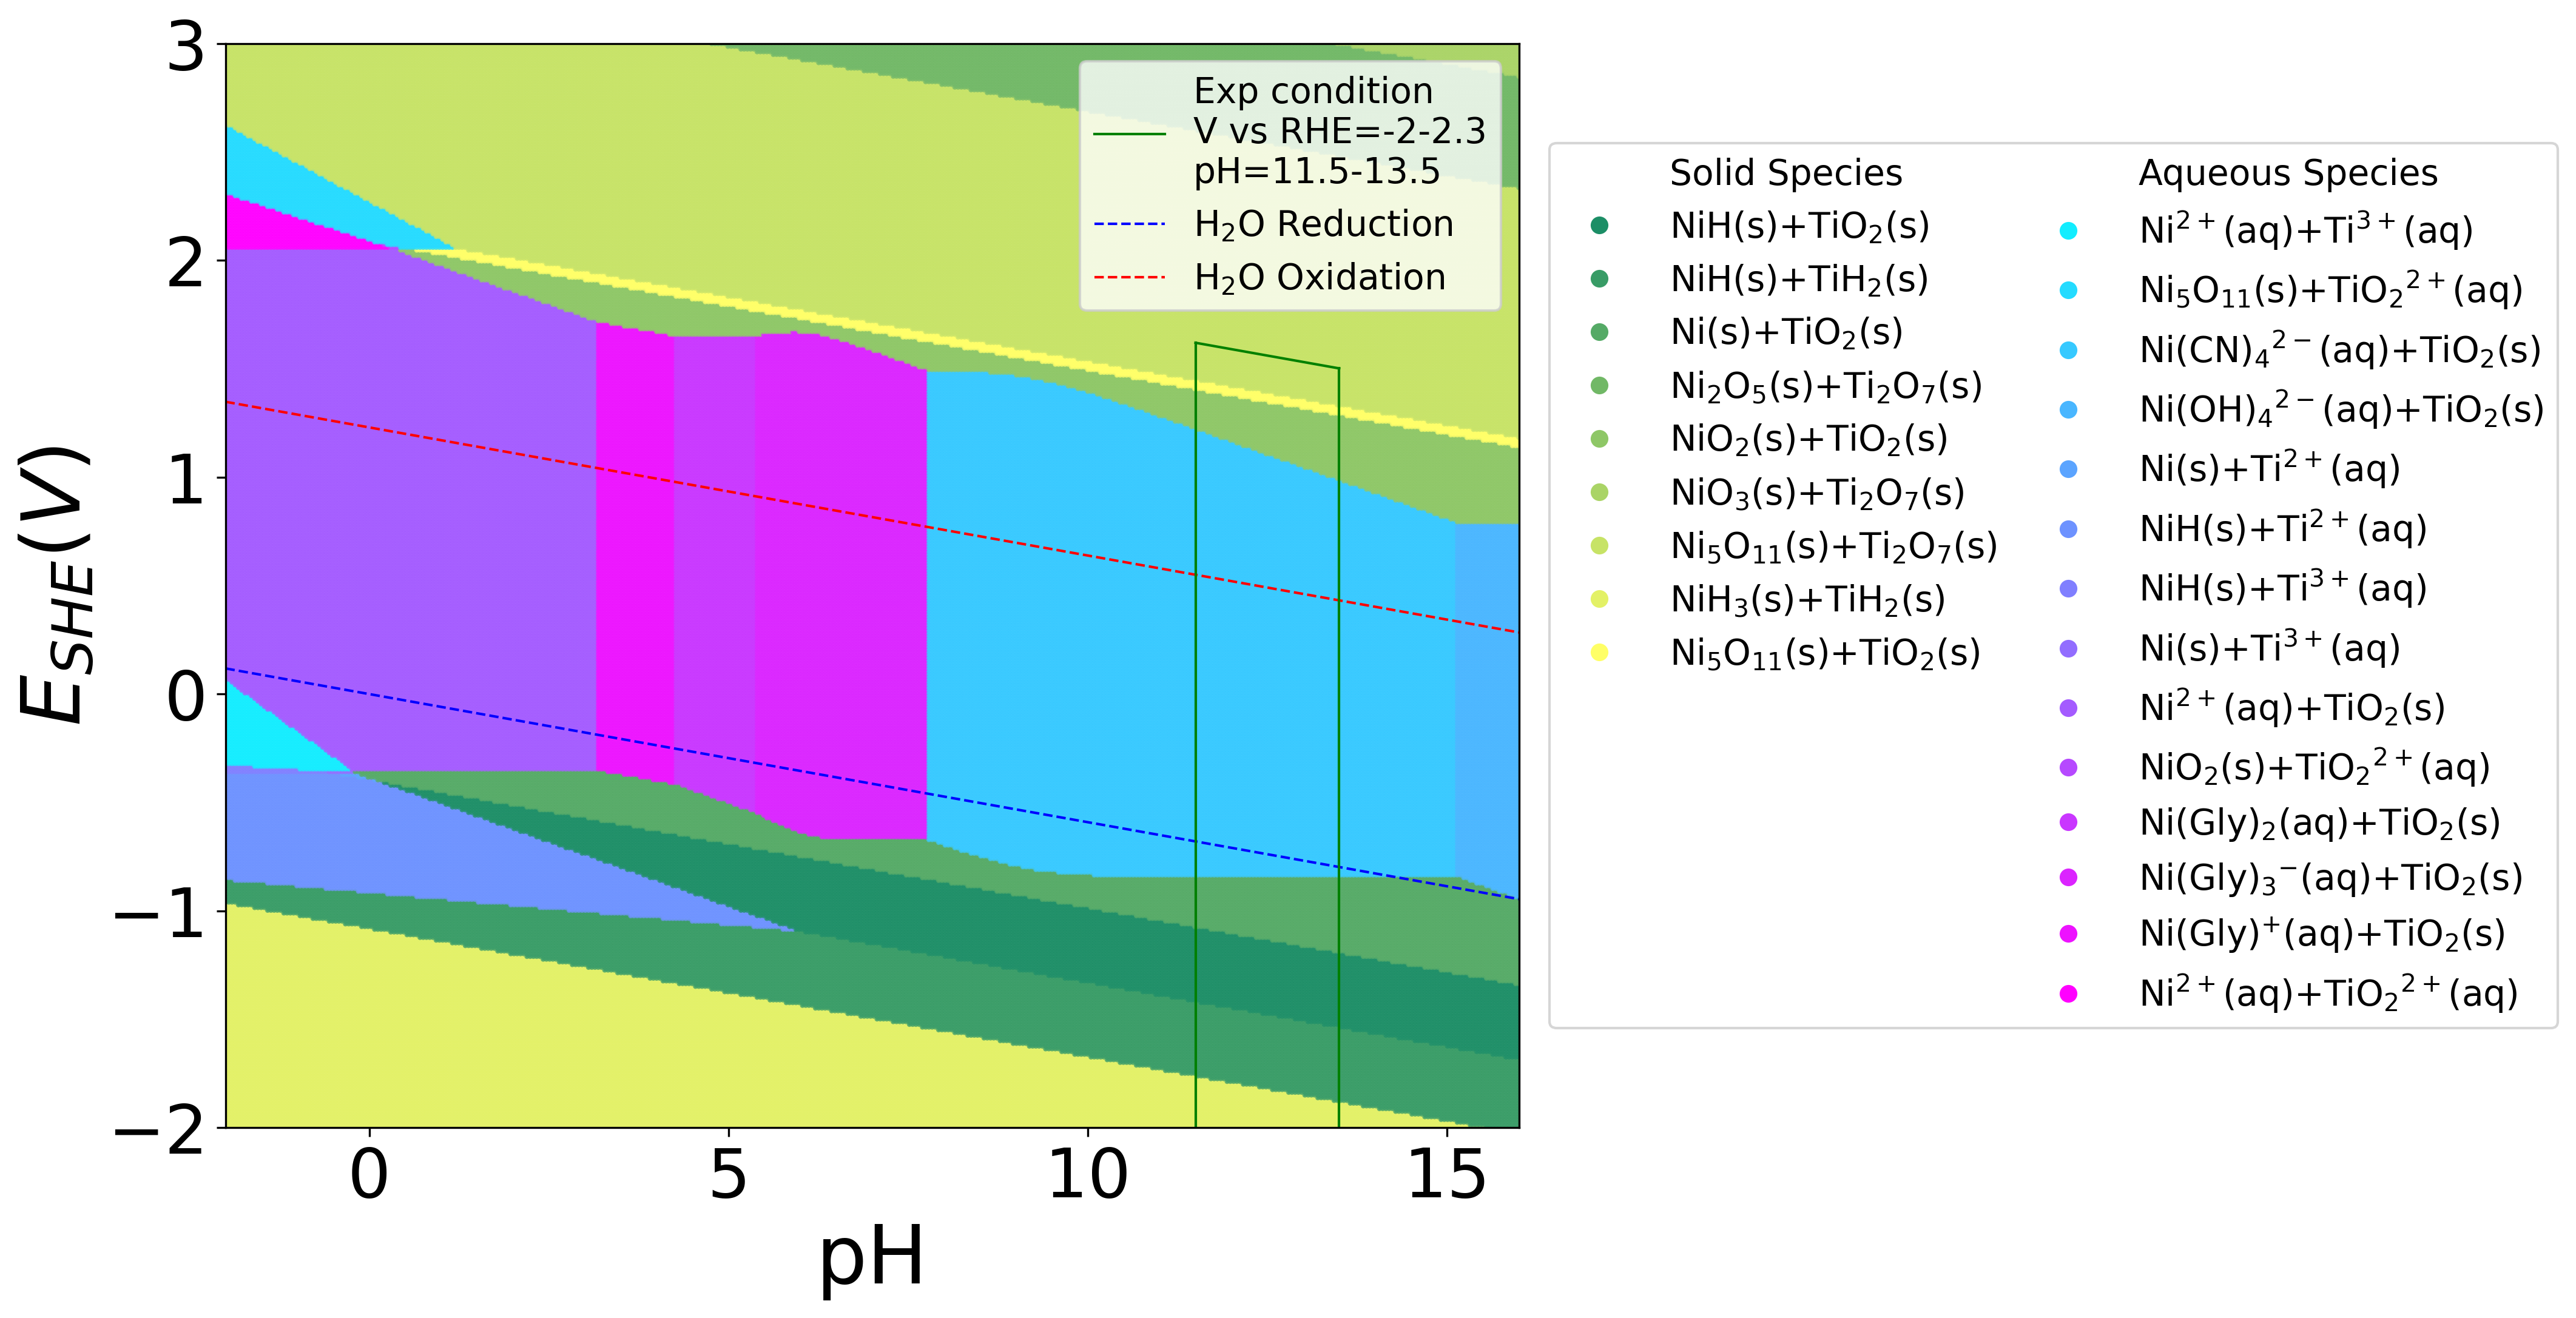 3
2
1
0
−1
−2
E_SHE(V)
0 5 10 15
pH
Exp condition
V vs RHE=-2-2.3
pH=11.5-13.5
H₂O Reduction
H₂O Oxidation
Solid Species
NiH(s)+TiO₂(s)
NiH(s)+TiH₂(s)
Ni(s)+TiO₂(s)
Ni₂O₅(s)+Ti₂O₇(s)
NiO₂(s)+TiO₂(s)
NiO₃(s)+Ti₂O₇(s)
Ni₅O₁₁(s)+Ti₂O₇(s)
NiH₃(s)+TiH₂(s)
Ni₅O₁₁(s)+TiO₂(s)
Aqueous Species
Ni²⁺(aq)+Ti³⁺(aq)
Ni₅O₁₁(s)+TiO₂²⁺(aq)
Ni(CN)₄²⁻(aq)+TiO₂(s)
Ni(OH)₄²⁻(aq)+TiO₂(s)
Ni(s)+Ti²⁺(aq)
NiH(s)+Ti²⁺(aq)
NiH(s)+Ti³⁺(aq)
Ni(s)+Ti³⁺(aq)
Ni²⁺(aq)+TiO₂(s)
NiO₂(s)+TiO₂²⁺(aq)
Ni(Gly)₂(aq)+TiO₂(s)
Ni(Gly)₃⁻(aq)+TiO₂(s)
Ni(Gly)⁺(aq)+TiO₂(s)
Ni²⁺(aq)+TiO₂²⁺(aq)